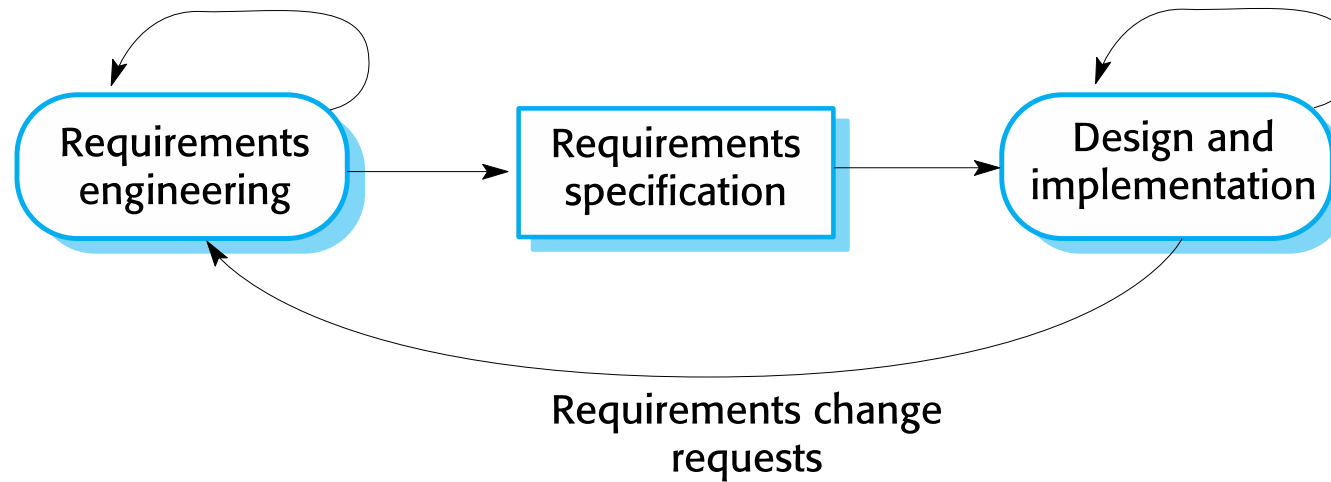 Requirements
engineering
Requirements
specification
Design and
implementation
Requirements change
requests